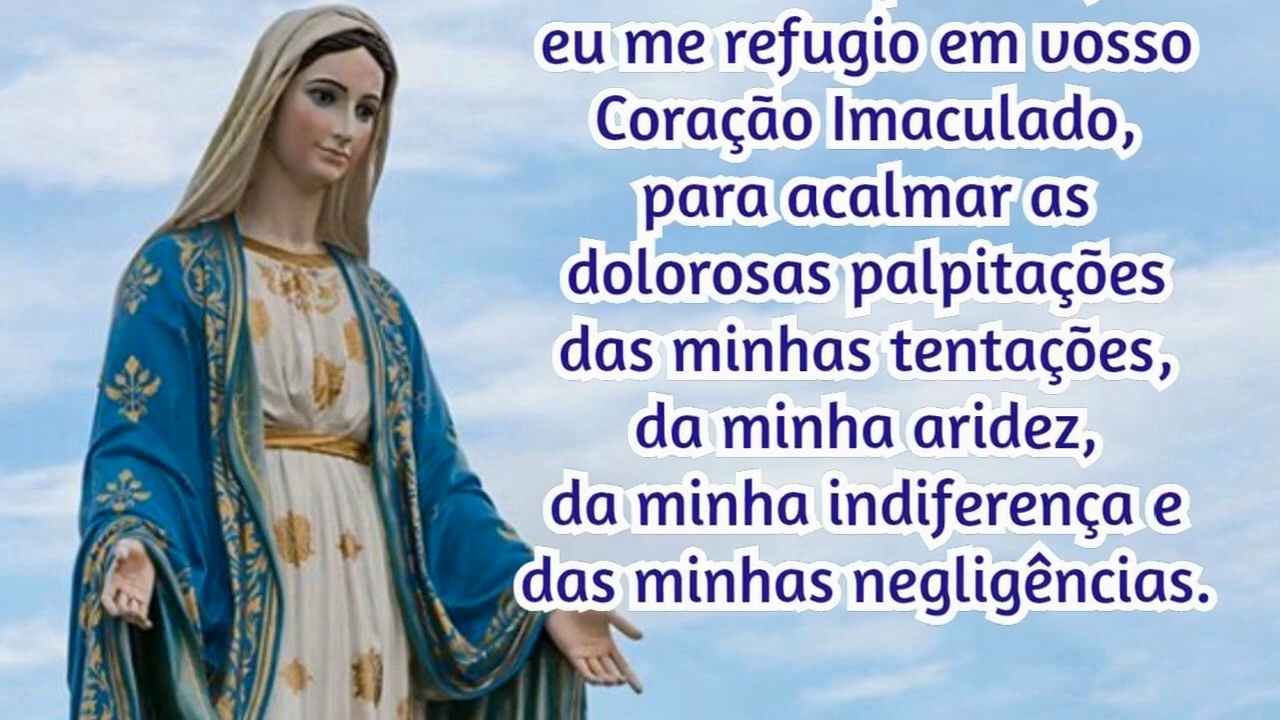 eu me refugio em vosso
Coração Imaculado,
para acalmar as
dolorosas palpitações
das minhas tentações,
da minha aridez,
da minha indiferença e
das minhas negligências.